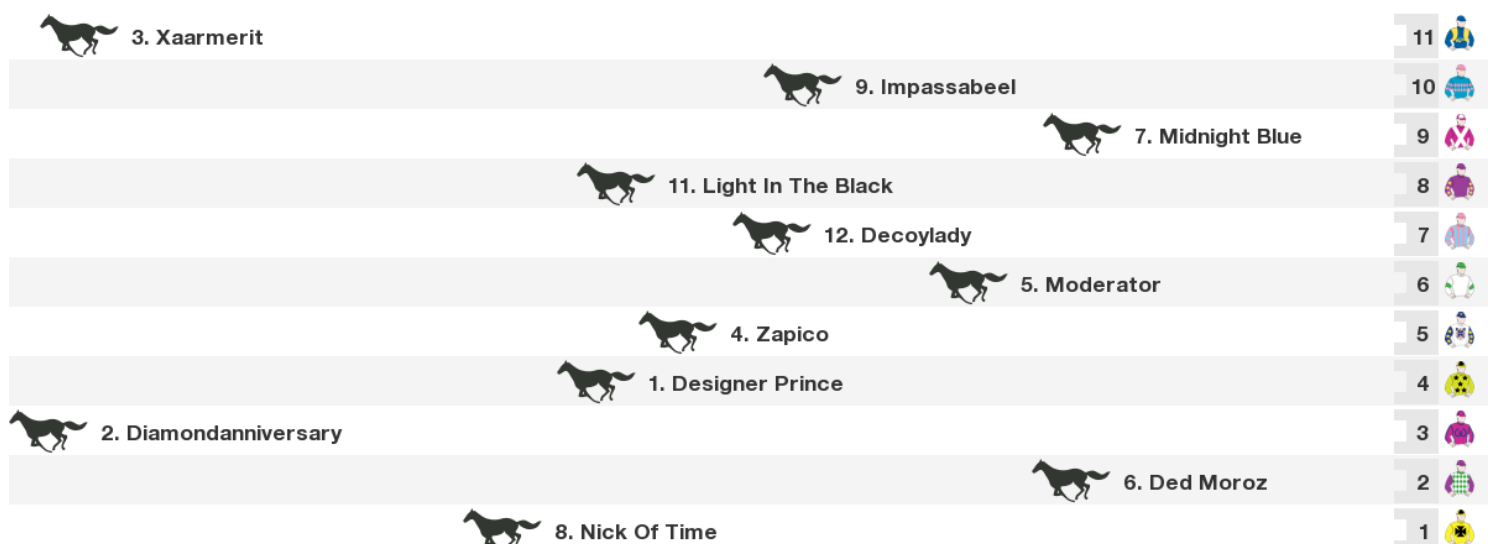 3. Xaarmerit 11
9. Impassabeel 10
7. Midnight Blue 9
11. Light In The Black 8
12. Decoylady 7
5. Moderator 6
4. Zapico 5
1. Designer Prince 4
2. Diamondanniversary 3
6. Ded Moroz 2
8. Nick Of Time 1